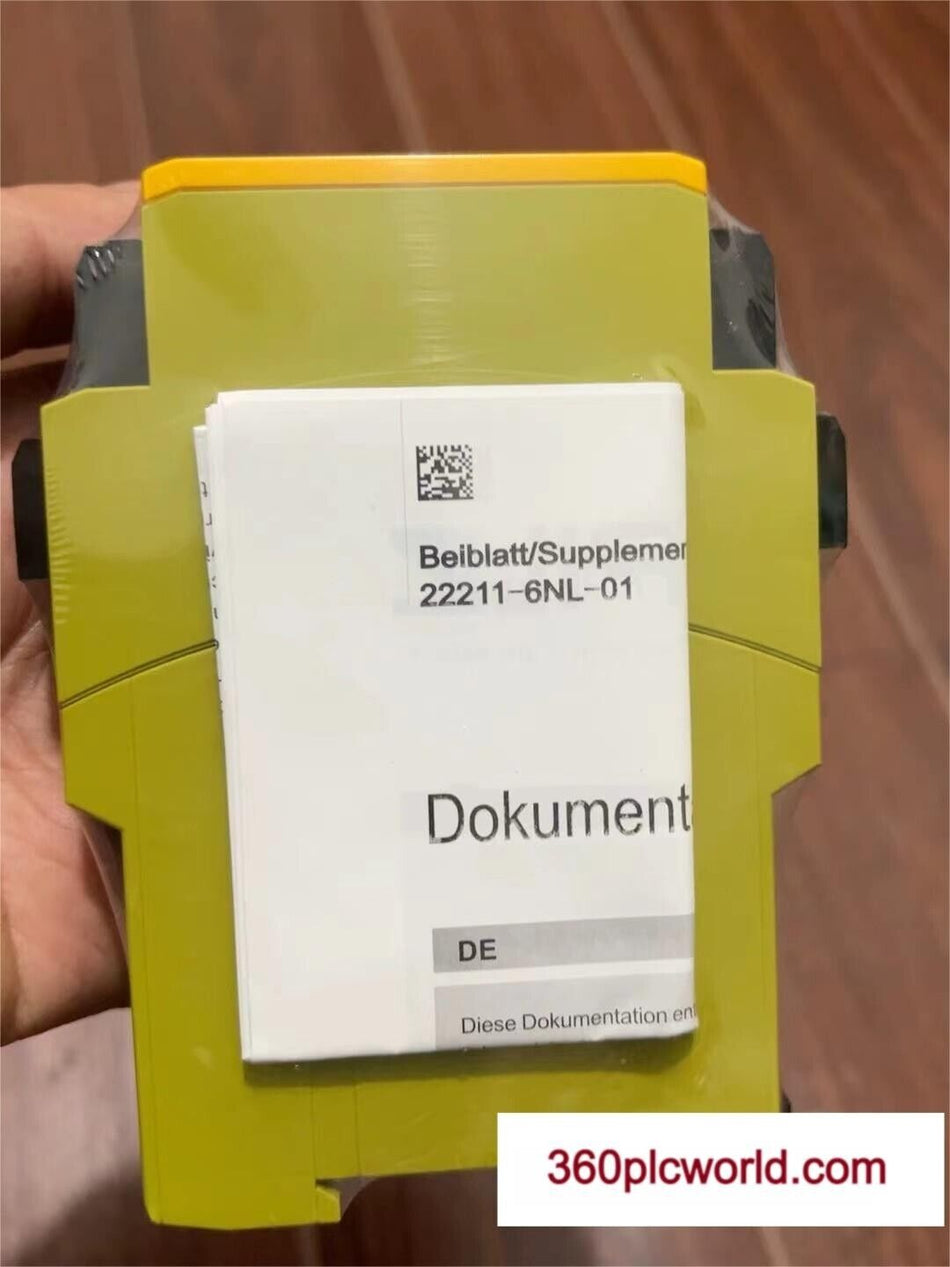 Beiblatt/Supplemen
22211-6NL-01
Dokument
DE
Diese Dokumentation ent
360plcworld.com